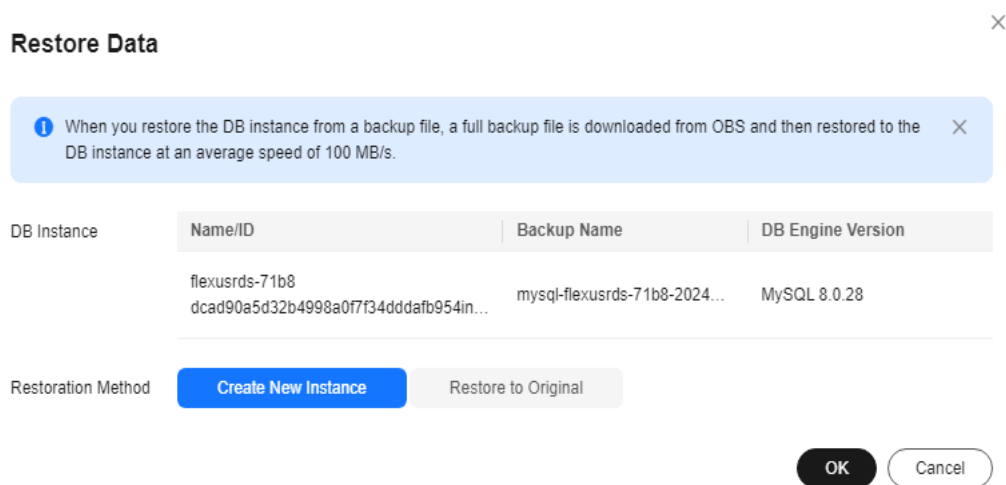 Restore Data
When you restore the DB instance from a backup file, a full backup file is downloaded from OBS and then restored to the
DB instance at an average speed of 100 MB/s.
DB Instance
Name/ID Backup Name DB Engine Version
flexusrds-71b8
dcad90a5d32b4998a0f7f34dddafb954in... mysql-flexusrds-71b8-2024... MySQL 8.0.28
Restoration Method Create New Instance Restore to Original
OK Cancel